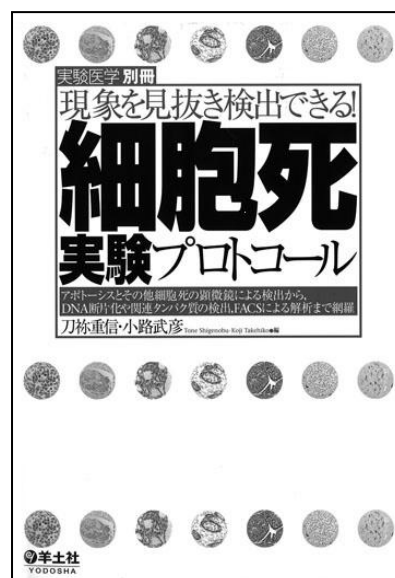 実験医学 別冊
現象を見抜き検出できる!
細胞死
実験プロトコール
アポトーシスとその他細胞死の顕微鏡による検出から,
DNA断片化や関連タンパク質の検出,FACSによる解析まで網羅
刀祢重信・小路武彦 Tone Shigenobu・Koji Takehiko●編
羊土社
YODOSHA